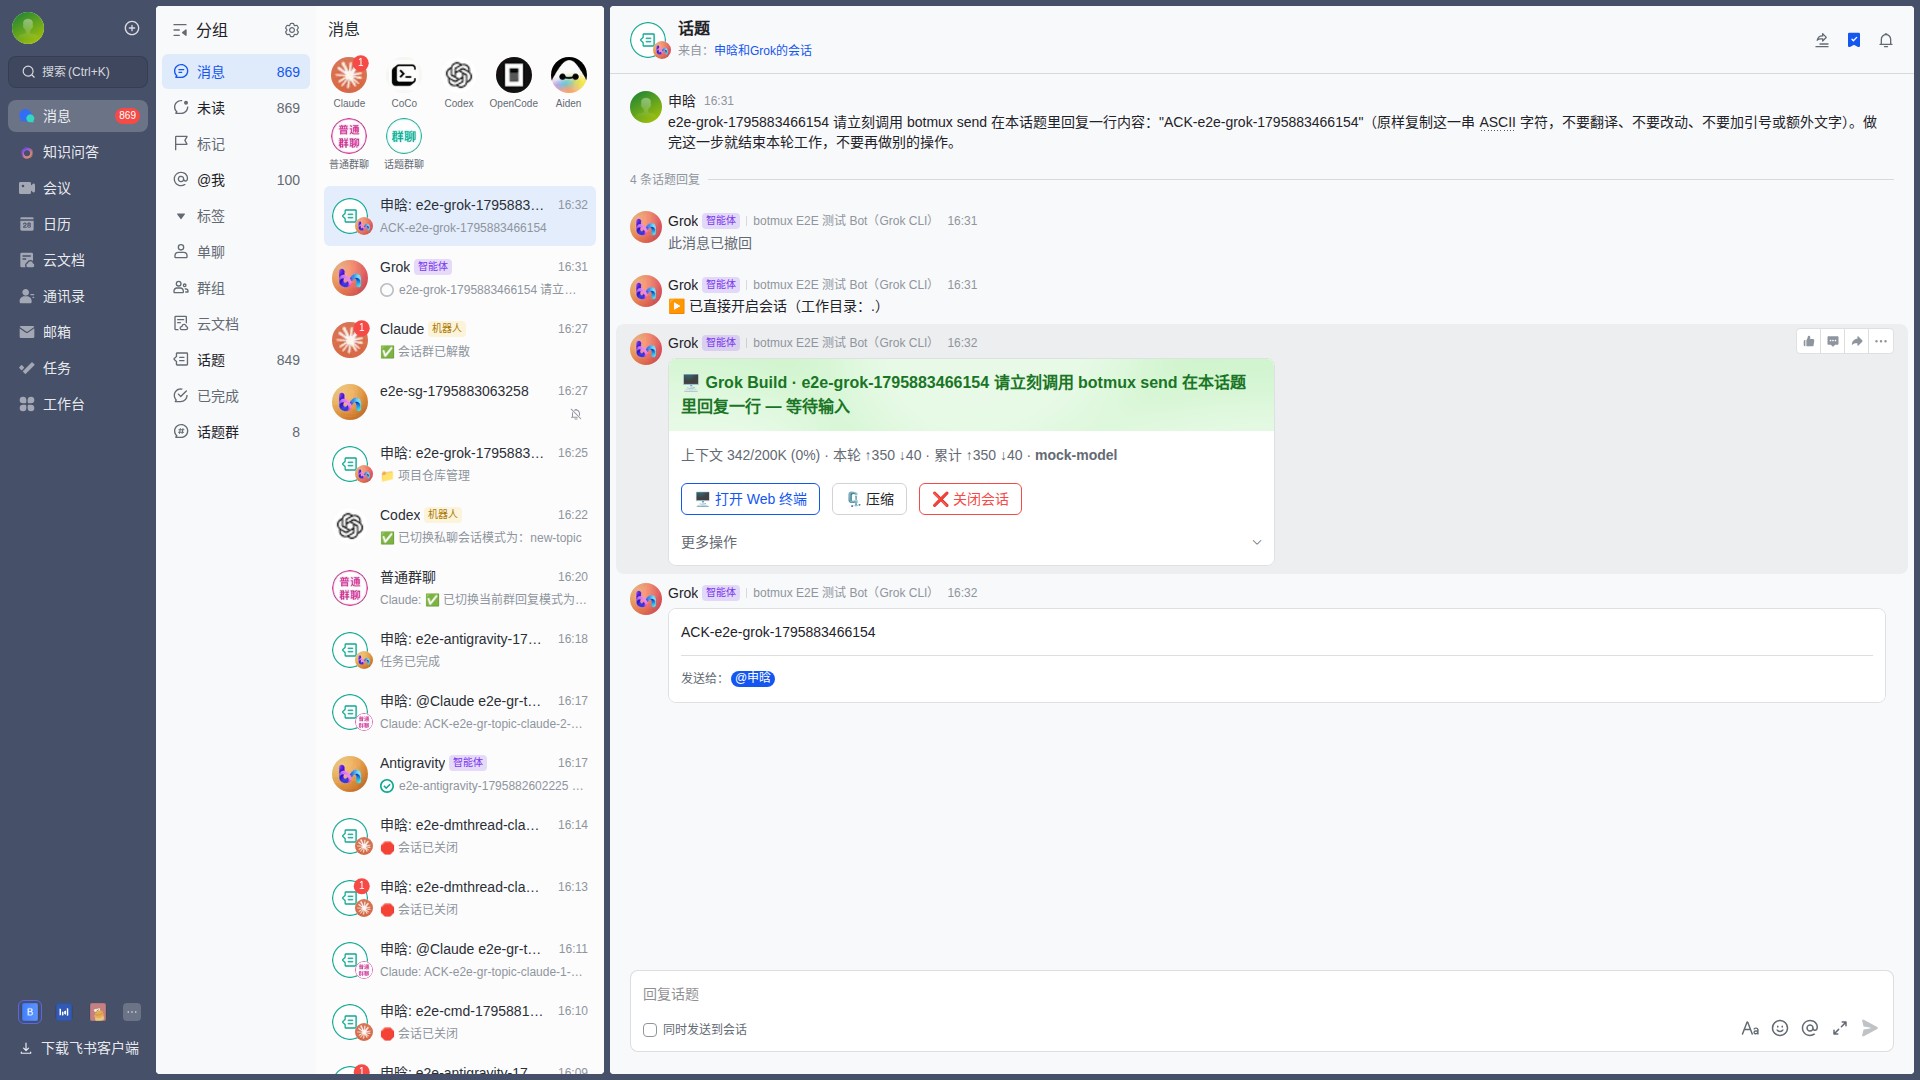 搜索 (Ctrl+K)
消息 869
知识问答
会议
日历
云文档
通讯录
邮箱
任务
工作台
下载飞书客户端
分组
消息 869
未读 869
标记
@我 100
标签
单聊
群组
云文档
话题 849
已完成
话题群 8
消息
1
Claude CoCo Codex OpenCode Aiden
普通群聊 群聊
普通群聊 话题群聊
申晗: e2e-grok-1795883... 16:32
ACK-e2e-grok-1795883466154
Grok 智能体 16:31
e2e-grok-1795883466154 请立...
1
Claude 机器人 16:27
✅ 会话群已解散
e2e-sg-1795883063258 16:27
申晗: e2e-grok-1795883... 16:25
📁 项目仓库管理
Codex 机器人 16:22
✅ 已切换私聊会话模式为：new-topic
普通群聊
普通群聊 16:20
Claude: ✅ 已切换当前群回复模式为...
申晗: e2e-antigravity-17... 16:18
任务已完成
申晗: @Claude e2e-gr-t... 16:17
Claude: ACK-e2e-gr-topic-claude-2-...
Antigravity 智能体 16:17
e2e-antigravity-1795882602225 ...
申晗: e2e-dmthread-cla... 16:14
🛑 会话已关闭
1
申晗: e2e-dmthread-cla... 16:13
🛑 会话已关闭
申晗: @Claude e2e-gr-t... 16:11
Claude: ACK-e2e-gr-topic-claude-1-...
申晗: e2e-cmd-1795881... 16:10
🛑 会话已关闭
1
申晗: e2e-antigravity-17... 16:09
话题
来自：申晗和Grok的会话
申晗 16:31
e2e-grok-1795883466154 请立刻调用 botmux send 在本话题里回复一行内容："ACK-e2e-grok-1795883466154"（原样复制这一串 ASCII 字符，不要翻译、不要改动、不要加引号或额外文字）。做
完这一步就结束本轮工作，不要再做别的操作。
4 条话题回复
Grok 智能体 botmux E2E 测试 Bot（Grok CLI） 16:31
此消息已撤回
Grok 智能体 botmux E2E 测试 Bot（Grok CLI） 16:31
▶️ 已直接开启会话（工作目录：.）
Grok 智能体 botmux E2E 测试 Bot（Grok CLI） 16:32
🖥️ Grok Build · e2e-grok-1795883466154 请立刻调用 botmux send 在本话题
里回复一行 — 等待输入
上下文 342/200K (0%) · 本轮 ↑350 ↓40 · 累计 ↑350 ↓40 · mock-model
🖥️ 打开 Web 终端 🗜️ 压缩 ❌ 关闭会话
更多操作
Grok 智能体 botmux E2E 测试 Bot（Grok CLI） 16:32
ACK-e2e-grok-1795883466154
发送给：@申晗
回复话题
同时发送到会话